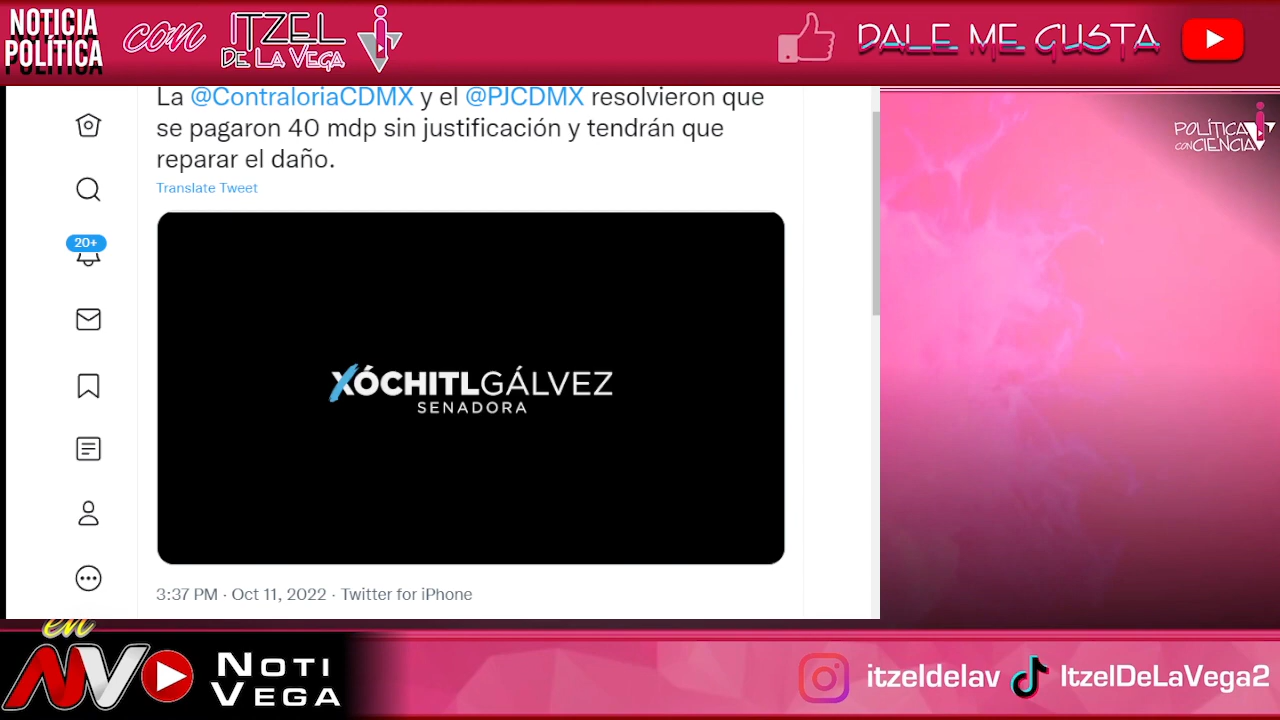 NOTICIA
POLÍTICA
con
ITZEL
DE LA VEGA
DALE ME GUSTA
La @ContraloriaCDMX y el @PJCDMX resolvieron que
se pagaron 40 mdp sin justificación y tendrán que
reparar el daño.
Translate Tweet
20+
XÓCHITLGÁLVEZ
SENADORA
3:37 PM · Oct 11, 2022 · Twitter for iPhone
POLÍTICA
CON CIENCIA
en
NV
NOTI
VEGA
itzeldelav
ItzelDeLaVega2